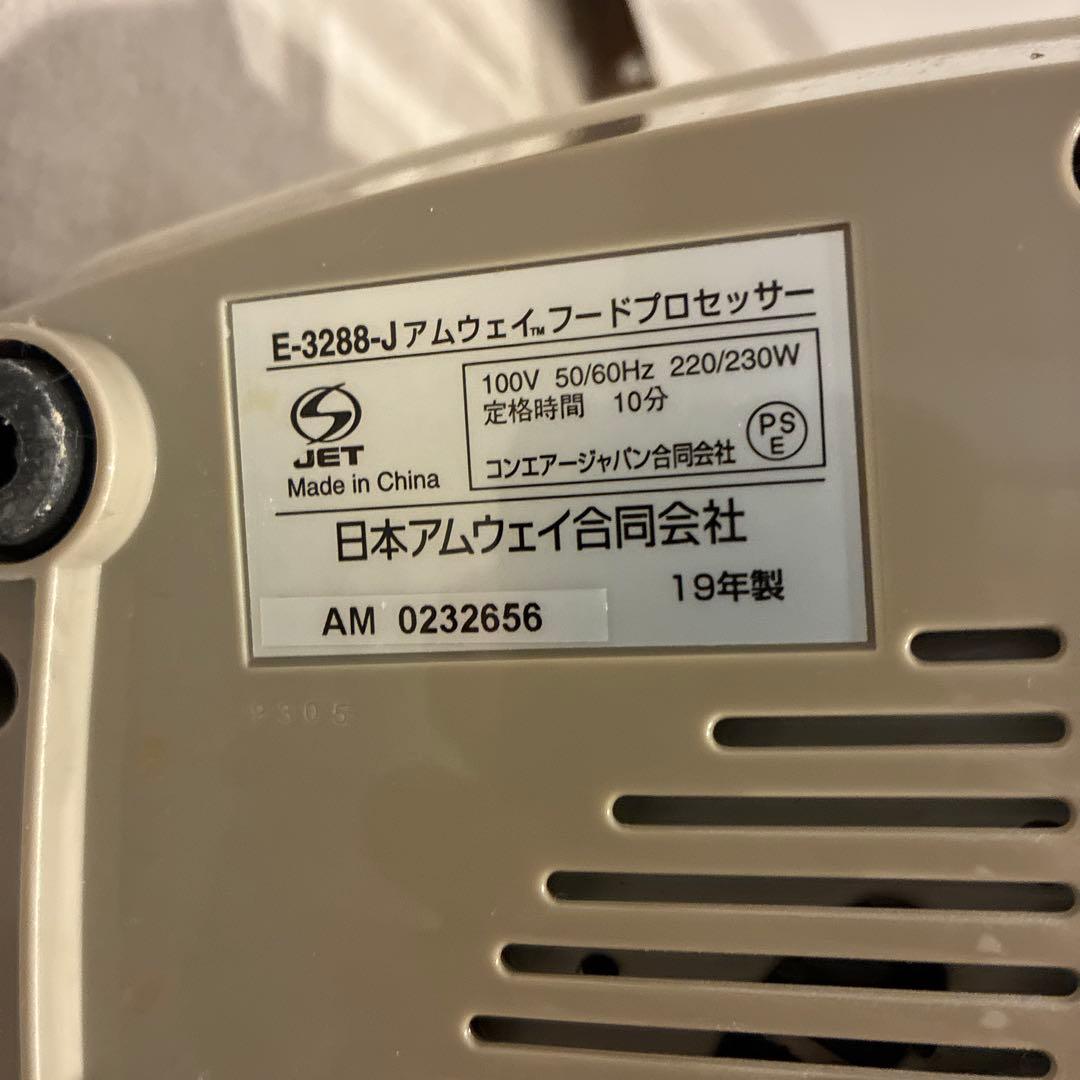 E-3288-J アムウェイ™ フードプロセッサー
JET
Made in China
100V 50/60Hz 220/230W
定格時間 10分
コンエアージャパン合同会社
PSE
日本アムウェイ合同会社
19年製
AM 0232656
9305